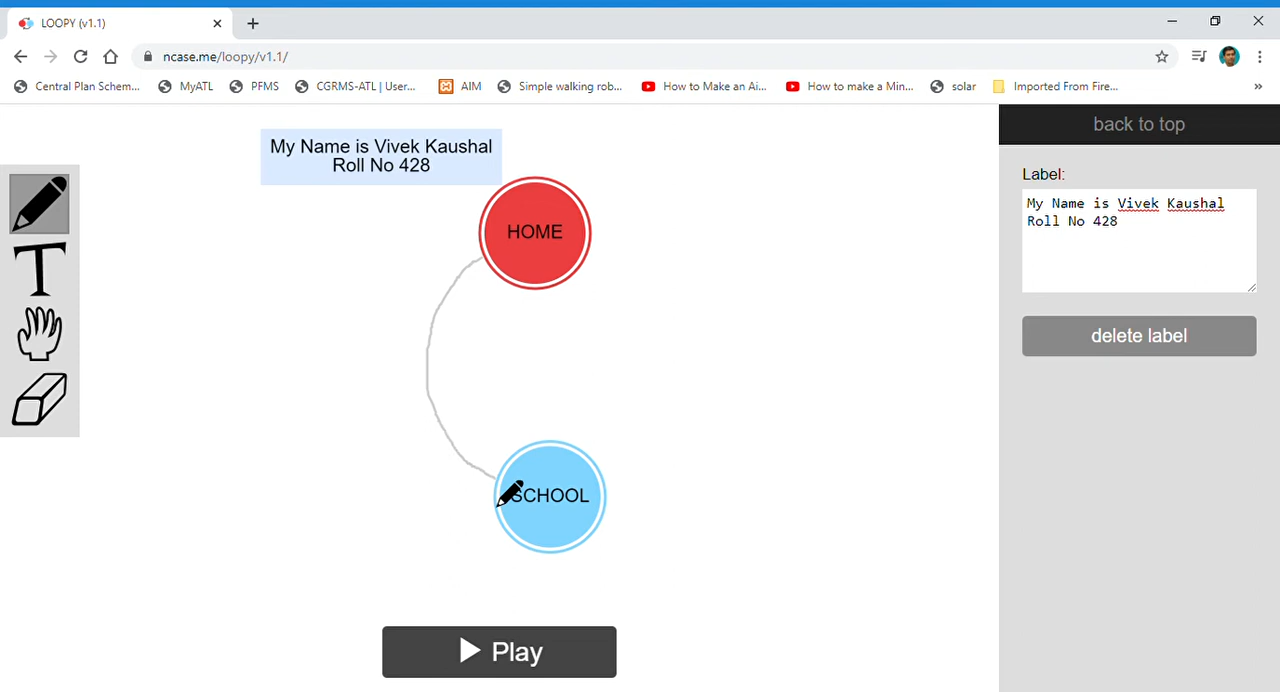 LOOPY (v1.1)
ncase.me/loopy/v1.1/
Central Plan Schem...
MyATL
PFMS
CGRMS-ATL | User...
AIM
Simple walking rob...
How to Make an Ai...
How to make a Min...
solar
Imported From Fire...
My Name is Vivek Kaushal
Roll No 428
HOME
SCHOOL
Play
T
back to top
Label:
My Name is Vivek Kaushal
Roll No 428
delete label